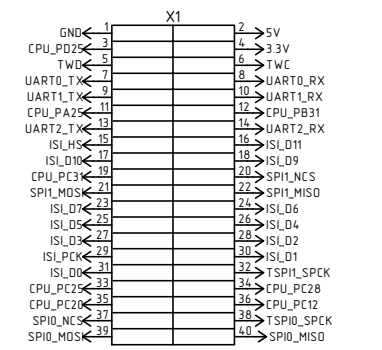 X1
GND 1 2 5V
CPU_PD25 3 4 3.3V
TWD 5 6 TWC
UART0_TX 7 8 UART0_RX
UART1_TX 9 10 UART1_RX
CPU_PA25 11 12 CPU_PB31
UART2_TX 13 14 UART2_RX
ISI_HS 15 16 ISI_D11
ISI_D10 17 18 ISI_D9
CPU_PC31 19 20 SPI1_NCS
SPI1_MOSI 21 22 SPI1_MISO
ISI_D7 23 24 ISI_D6
ISI_D5 25 26 ISI_D4
ISI_D3 27 28 ISI_D2
ISI_PCK 29 30 ISI_D1
ISI_D0 31 32 TSPI1_SPCK
CPU_PC25 33 34 CPU_PC28
CPU_PC20 35 36 CPU_PC12
SPI0_NCS 37 38 TSPI0_SPCK
SPI0_MOSI 39 40 SPI0_MISO